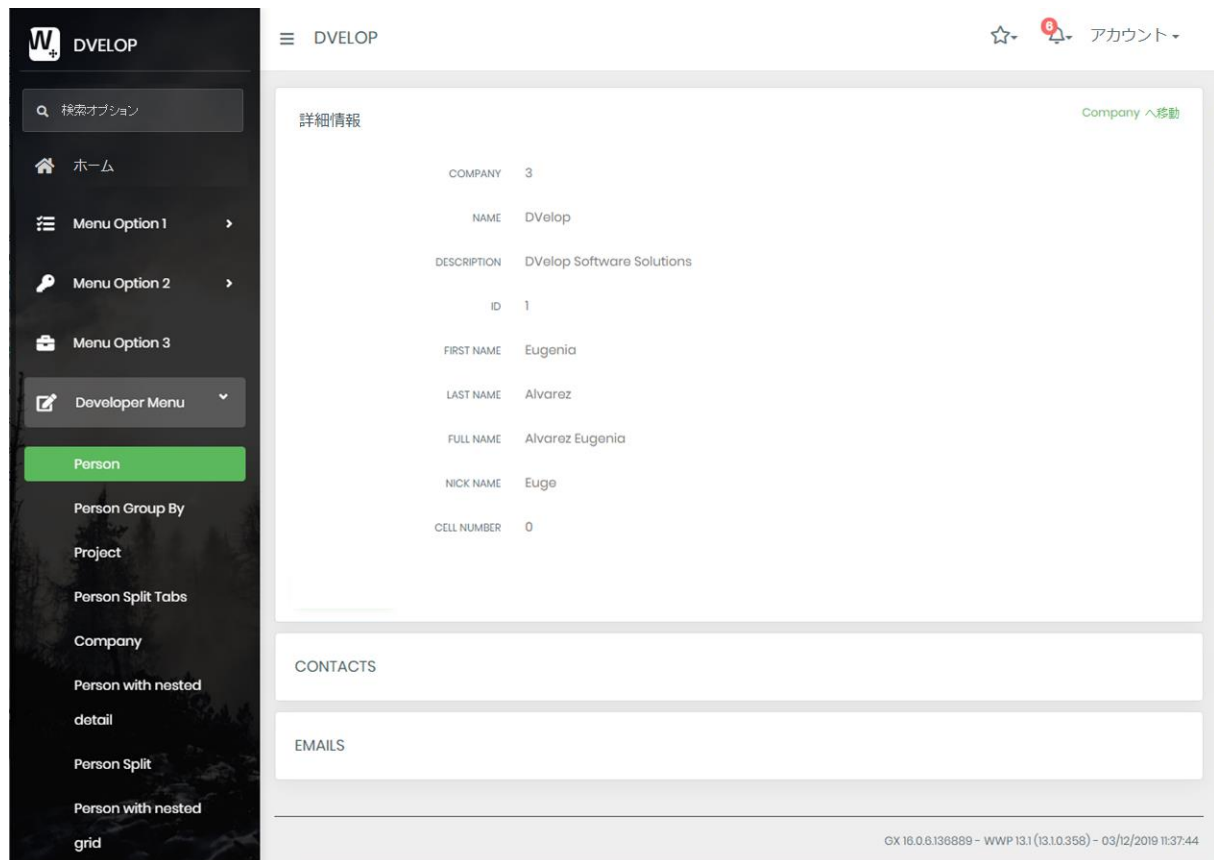 DVELOP
検索オプション
ホーム
Menu Option 1
Menu Option 2
Menu Option 3
Developer Menu
Person
Person Group By
Project
Person Split Tabs
Company
Person with nested
detail
Person Split
Person with nested
grid
DVELOP
6
アカウント
詳細情報
Company へ移動
COMPANY 3
NAME DVelop
DESCRIPTION DVelop Software Solutions
ID 1
FIRST NAME Eugenia
LAST NAME Alvarez
FULL NAME Alvarez Eugenia
NICK NAME Euge
CELL NUMBER 0
CONTACTS
EMAILS
GX 16.0.6.136889 - WWP 13.1 (13.1.0.358) - 03/12/2019 11:37:44